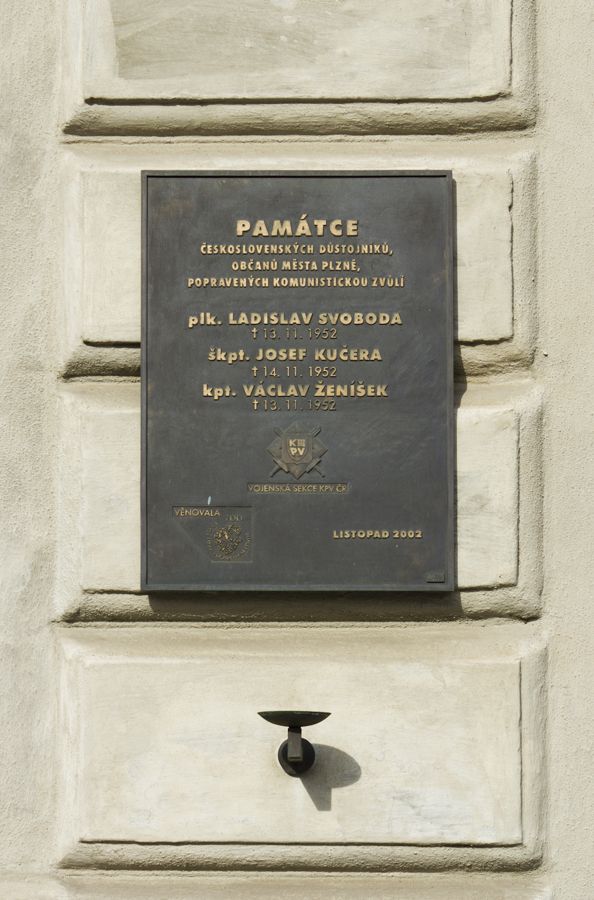 PAMÁTCE
ČESKOSLOVENSKÝCH DŮSTOJNÍKŮ,
OBČANŮ MĚSTA PLZNĚ,
POPRAVENÝCH KOMUNISTICKOU ZVŮLÍ
plk. LADISLAV SVOBODA
† 13. 11. 1952
škpt. JOSEF KUČERA
† 14. 11. 1952
kpt. VÁCLAV ŽENÍŠEK
† 13. 11. 1952
K
PV
VOJENSKÁ SEKCE KPV ČR
VĚNOVALA
LISTOPAD 2002